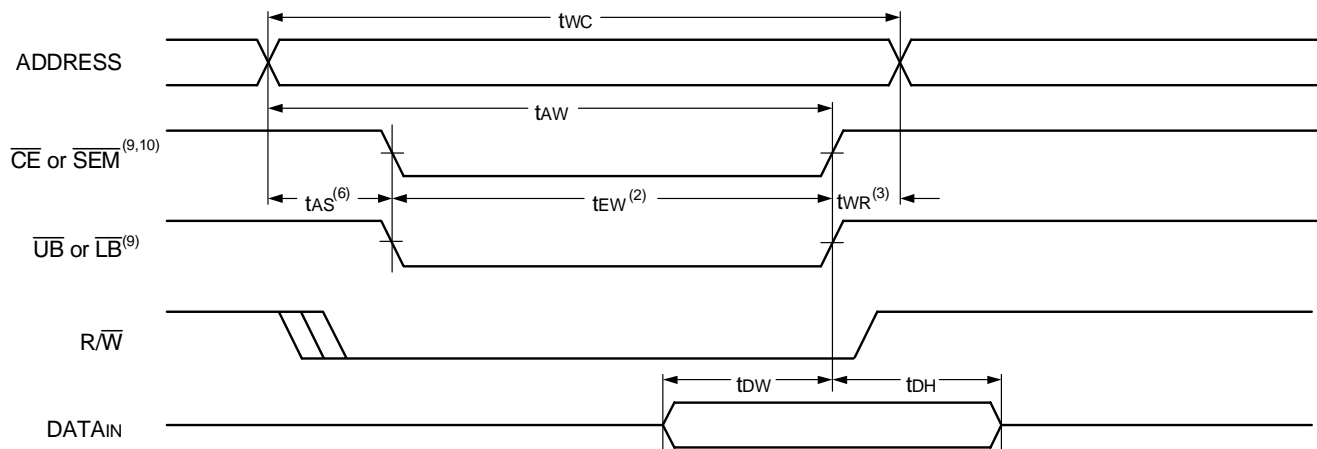 tWC
ADDRESS
tAW
CE or SEM(9,10)
tAS(6)
tEW(2)
tWR(3)
UB or LB(9)
R/W
tDW
tDH
DATAIN